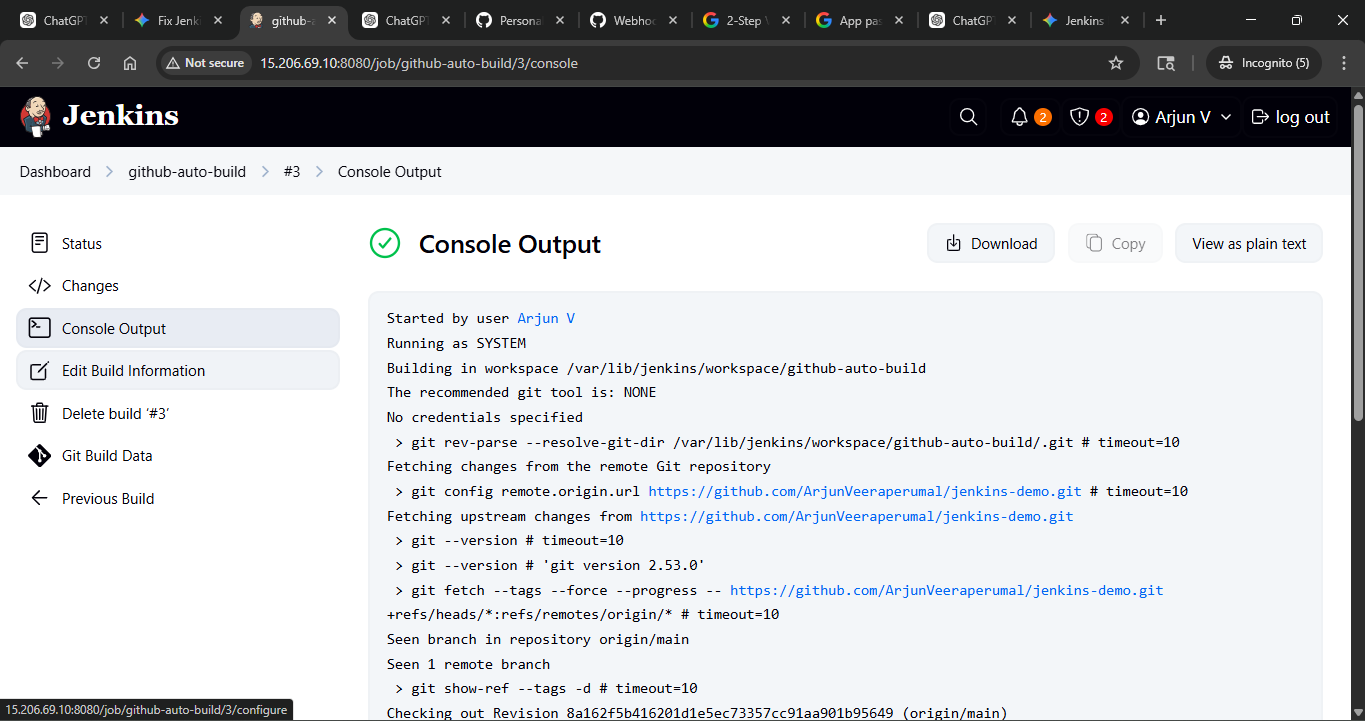 ChatGPT
Fix Jenki
github-a
ChatGPT
Persona
Webhoo
2-Step V
App pas
ChatGPT
Jenkins
Not secure
15.206.69.10:8080/job/github-auto-build/3/console
Incognito (5)
Jenkins
2
2
Arjun V
log out
Dashboard
github-auto-build
#3
Console Output
Status
Changes
Console Output
Edit Build Information
Delete build ‘#3’
Git Build Data
Previous Build
Console Output
Download
Copy
View as plain text
Started by user Arjun V
Running as SYSTEM
Building in workspace /var/lib/jenkins/workspace/github-auto-build
The recommended git tool is: NONE
No credentials specified
> git rev-parse --resolve-git-dir /var/lib/jenkins/workspace/github-auto-build/.git # timeout=10
Fetching changes from the remote Git repository
> git config remote.origin.url https://github.com/ArjunVeeraperumal/jenkins-demo.git # timeout=10
Fetching upstream changes from https://github.com/ArjunVeeraperumal/jenkins-demo.git
> git --version # timeout=10
> git --version # 'git version 2.53.0'
> git fetch --tags --force --progress -- https://github.com/ArjunVeeraperumal/jenkins-demo.git
+refs/heads/*:refs/remotes/origin/* # timeout=10
Seen branch in repository origin/main
Seen 1 remote branch
> git show-ref --tags -d # timeout=10
Checking out Revision 8a162f5b416201d1e5ec73357cc91aa901b95649 (origin/main)
15.206.69.10:8080/job/github-auto-build/3/configure